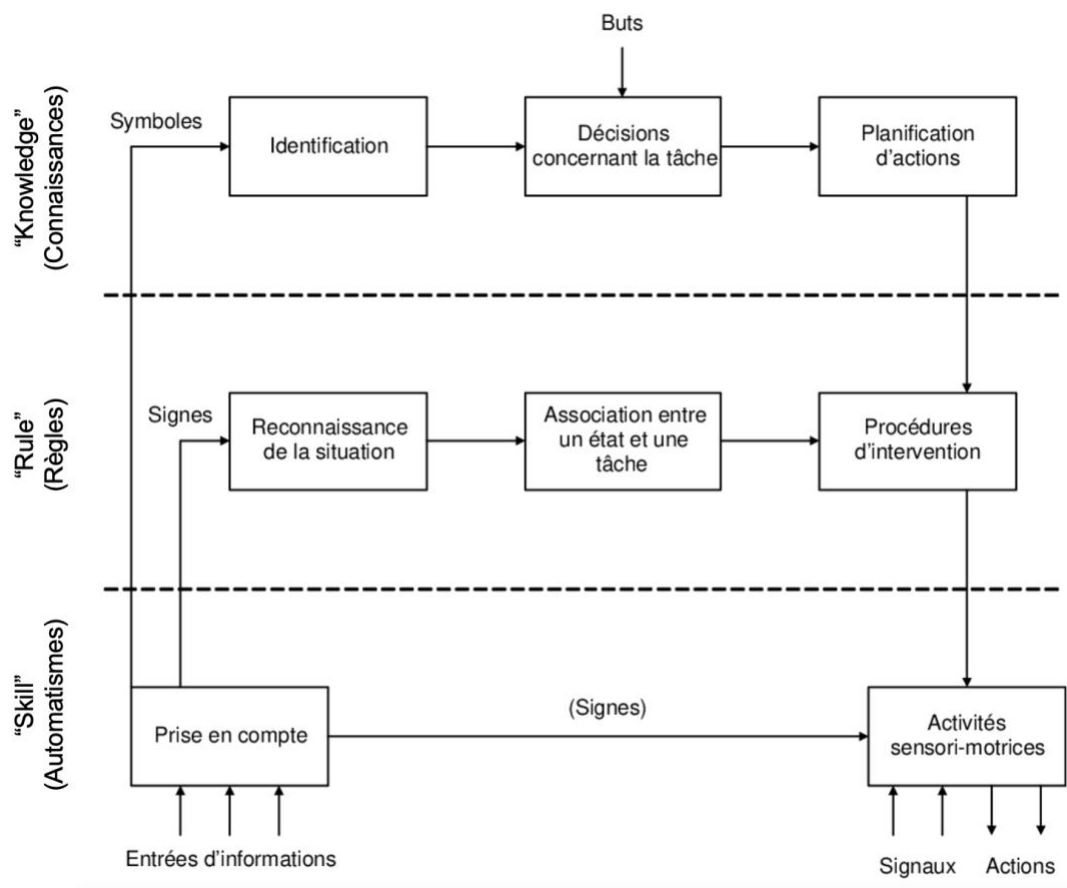 Buts
“Knowledge”
(Connaissances)
Symboles
Identification
Décisions
concernant la tâche
Planification
d’actions
“Rule”
(Règles)
Signes
Reconnaissance
de la situation
Association entre
un état et une
tâche
Procédures
d’intervention
“Skill”
(Automatismes)
Prise en compte
(Signes)
Activités
sensori-motrices
Entrées d’informations
Signaux
Actions